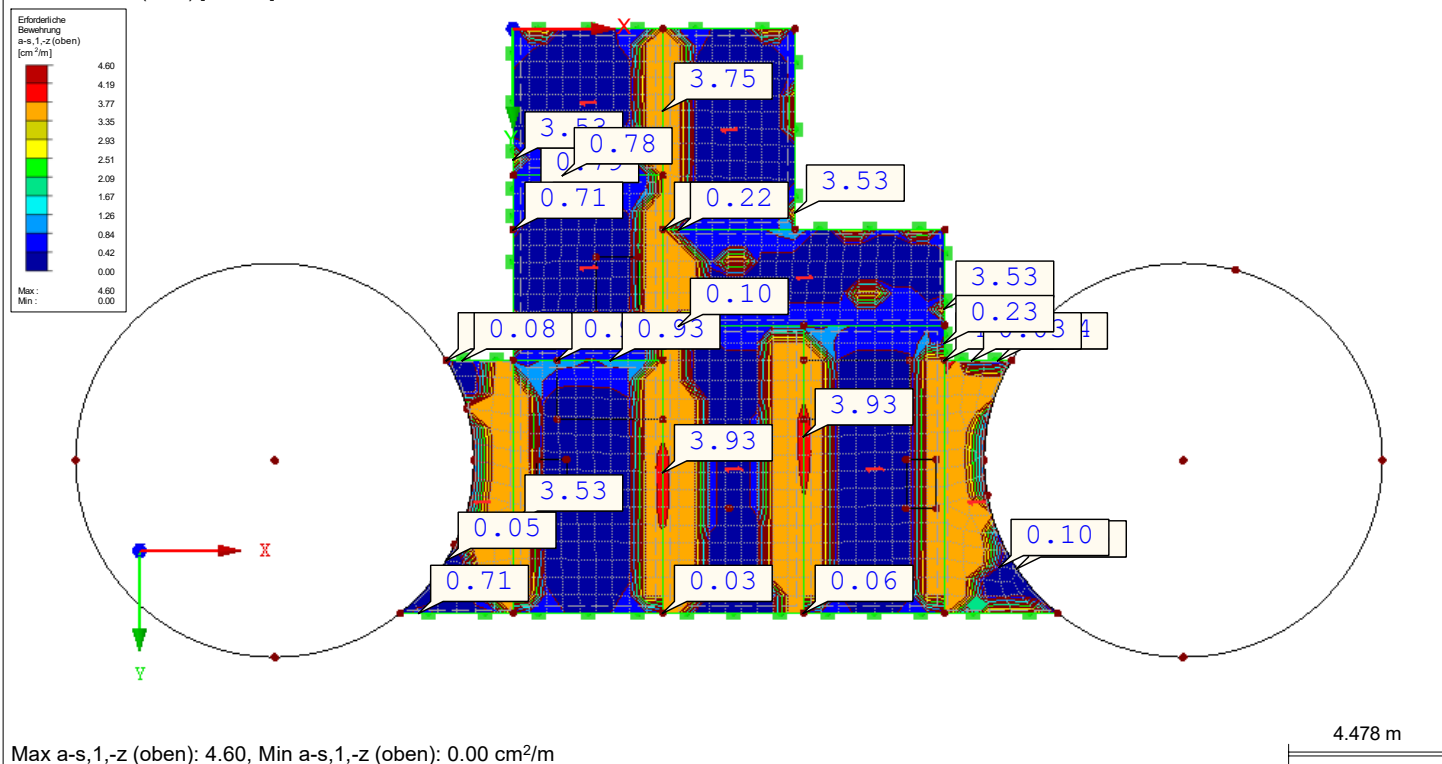 Erforderliche
Bewehrung
a-s,1,-z (oben)
[cm²/m]
4.60
4.19
3.77
3.35
2.93
2.51
2.09
1.67
1.26
0.84
0.42
0.00
Max : 4.60
Min : 0.00
X
3.75
3.53
0.78
0.71
0.22
3.53
3.53
0.10
0.23
0.08
0.93
3.93
3.93
3.53
0.05
0.10
X
0.71
0.03
0.06
Y
4.478 m
Max a-s,1,-z (oben): 4.60, Min a-s,1,-z (oben): 0.00 cm²/m